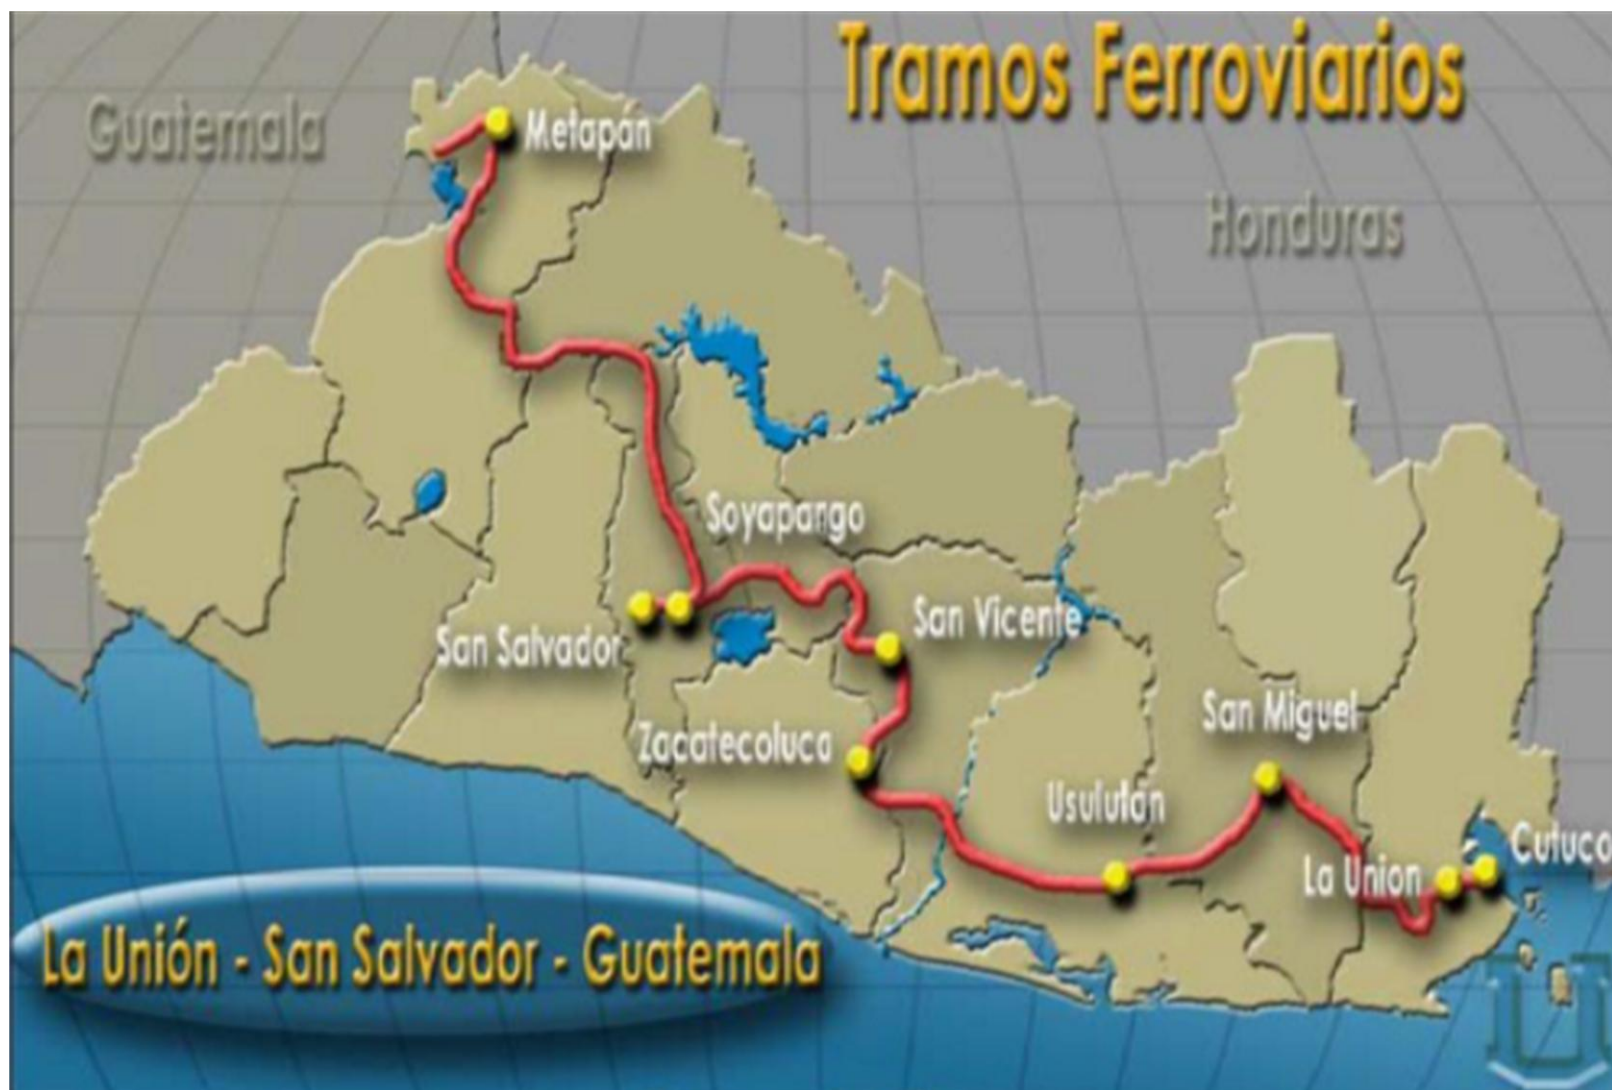 Tramos Ferroviarios
Guatemala
Metapán
Honduras
Soyapango
San Salvador
San Vicente
Zacatecoluca
San Miguel
Usulután
La Union
Cutuco
La Unión - San Salvador - Guatemala